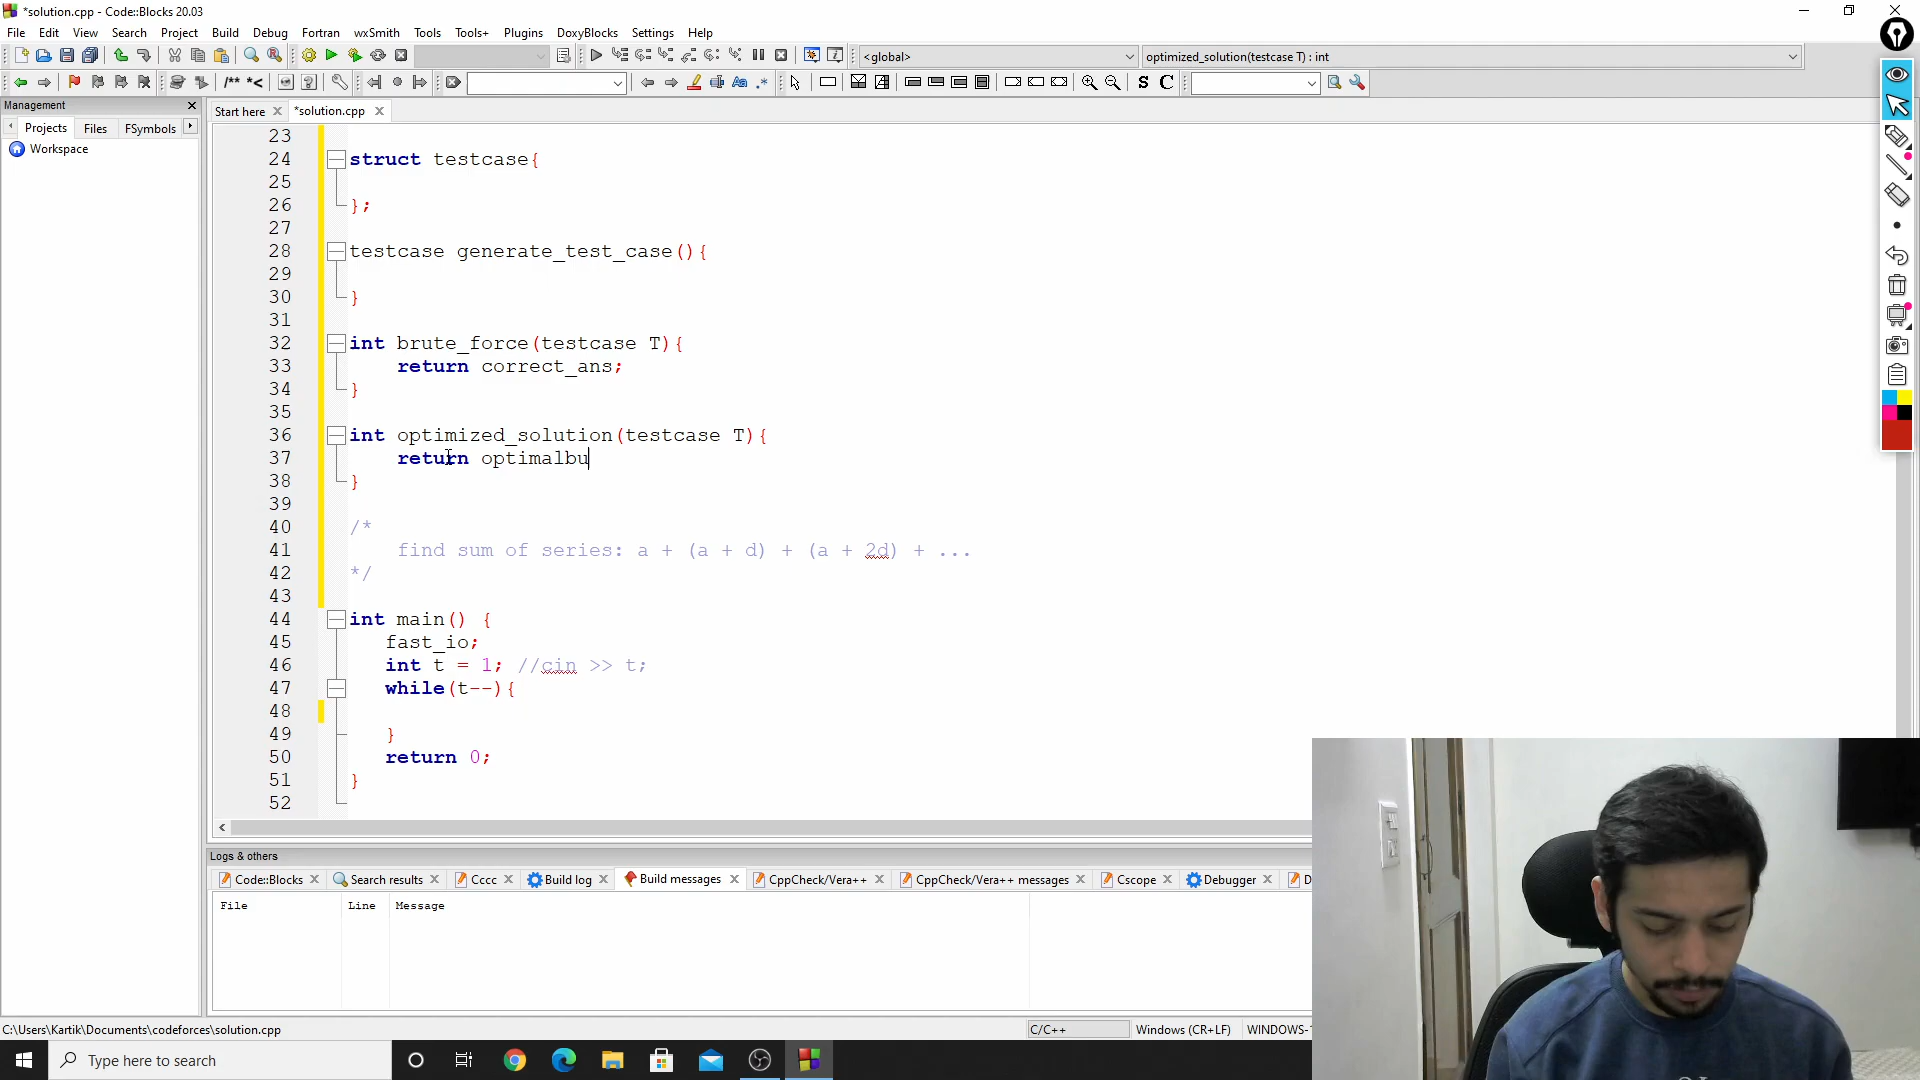 *solution.cpp - Code::Blocks 20.03
File Edit View Search Project Build Debug Fortran wxSmith Tools Tools+ Plugins DoxyBlocks Settings Help
<global> optimized_solution(testcase T) : int
/** *< Aa .* S C
Management
Projects Files FSymbols
Workspace
Start here *solution.cpp
23
24 struct testcase{
25
26 };
27
28 testcase generate_test_case(){
29
30 }
31
32 int brute_force(testcase T){
33 return correct_ans;
34 }
35
36 int optimized_solution(testcase T){
37 return optimalbu
38 }
39
40 /*
41 find sum of series: a + (a + d) + (a + 2d) + ...
42 */
43
44 int main() {
45 fast_io;
46 int t = 1; //cin >> t;
47 while(t--){
48
49 }
50 return 0;
51 }
52
Logs & others
Code::Blocks Search results Cccc Build log Build messages CppCheck/Vera++ CppCheck/Vera++ messages Cscope Debugger D
File Line Message
C:\Users\Kartik\Documents\codeforces\solution.cpp C/C++ Windows (CR+LF) WINDOWS-1
Type here to search